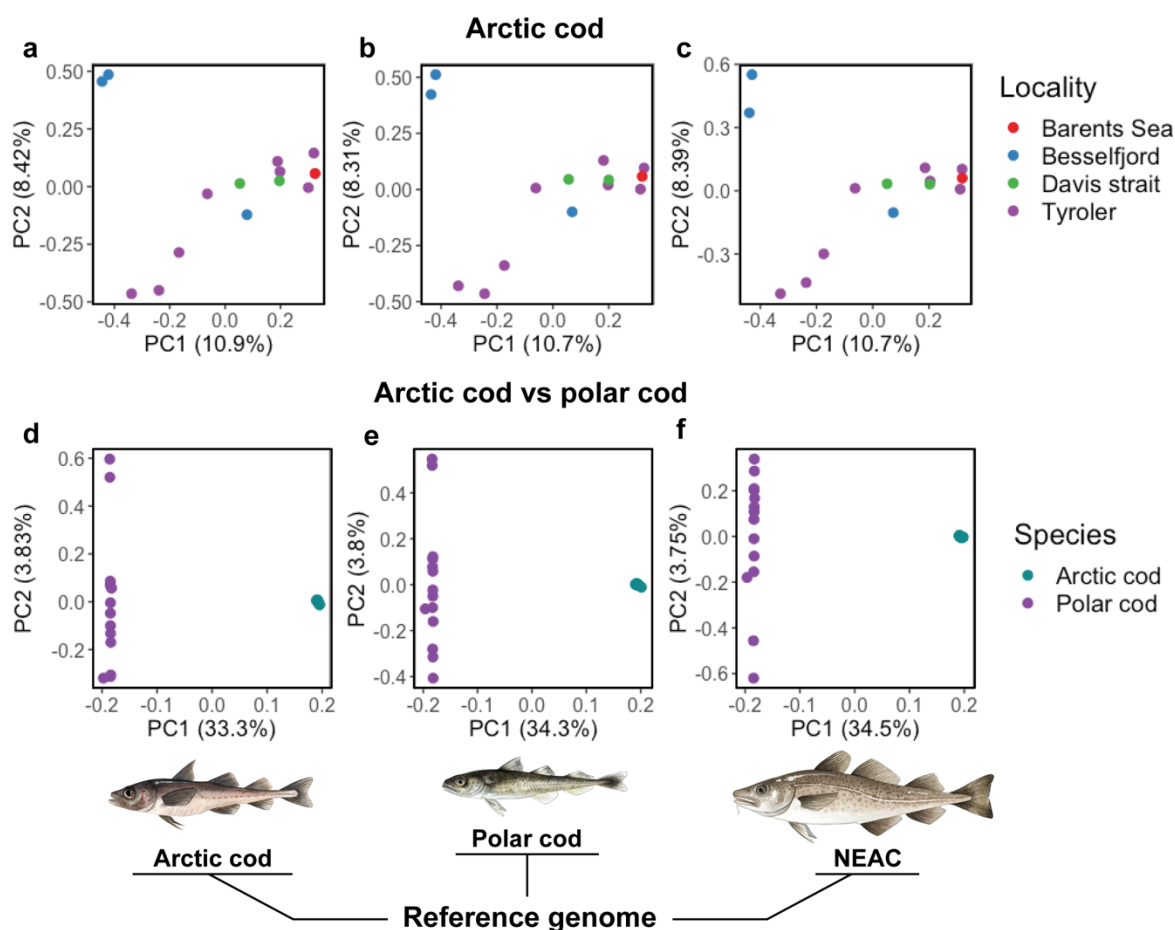 Arctic cod
a
b
c
0.50
0.25
0.00
-0.25
-0.50
PC2 (8.42%)
-0.4 -0.2 0.0 0.2
PC1 (10.9%)
0.50
0.25
0.00
-0.25
-0.50
PC2 (8.31%)
-0.4 -0.2 0.0 0.2
PC1 (10.7%)
0.6
0.3
0.0
-0.3
PC2 (8.39%)
-0.4 -0.2 0.0 0.2
PC1 (10.7%)
Locality
Barents Sea
Besselfjord
Davis strait
Tyroler
Arctic cod vs polar cod
d
e
f
0.6
0.4
0.2
0.0
-0.2
PC2 (3.83%)
-0.2 -0.1 0.0 0.1 0.2
PC1 (33.3%)
0.4
0.2
0.0
-0.2
-0.4
PC2 (3.8%)
-0.2 -0.1 0.0 0.1 0.2
PC1 (34.3%)
0.2
0.0
-0.2
-0.4
-0.6
PC2 (3.75%)
-0.2 -0.1 0.0 0.1 0.2
PC1 (34.5%)
Species
Arctic cod
Polar cod
Arctic cod
Polar cod
NEAC
Reference genome